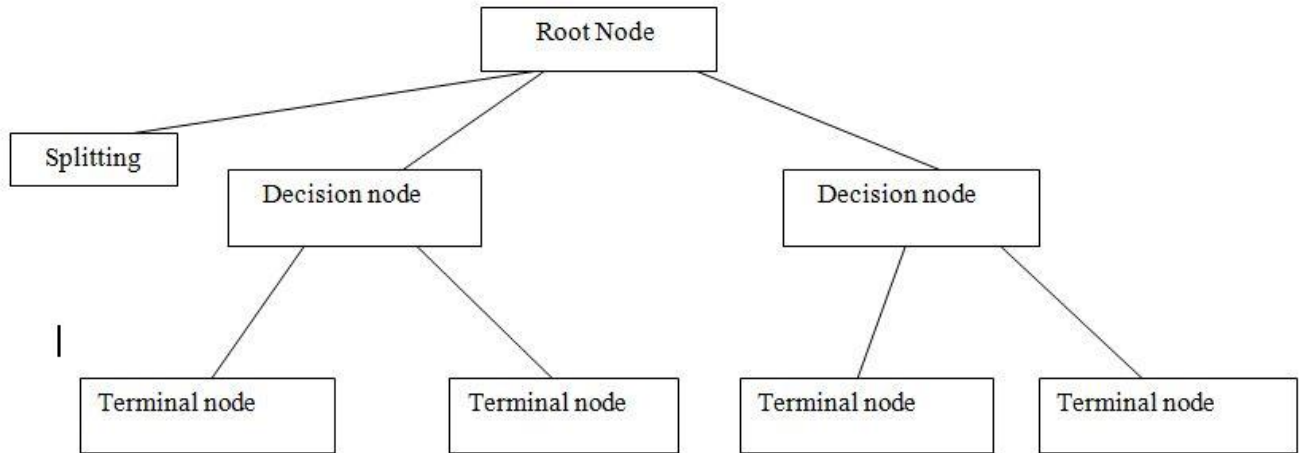 Root Node
Splitting
Decision node
Decision node
Terminal node
Terminal node
Terminal node
Terminal node